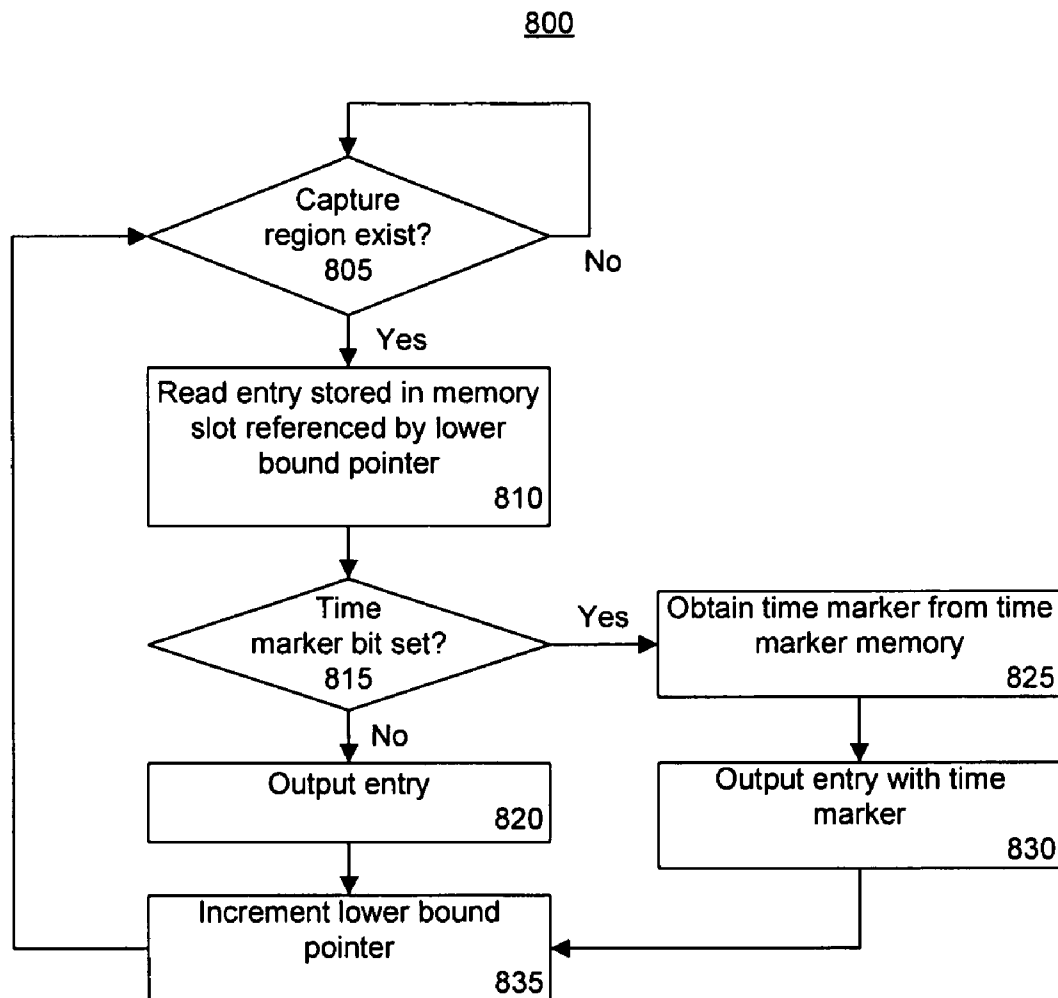 800
Capture
region exist?
805
No
Yes
Read entry stored in memory
slot referenced by lower
bound pointer
810
Time
marker bit set?
815
Yes
Obtain time marker from time
marker memory
825
No
Output entry
820
Output entry with time
marker
830
Increment lower bound
pointer
835